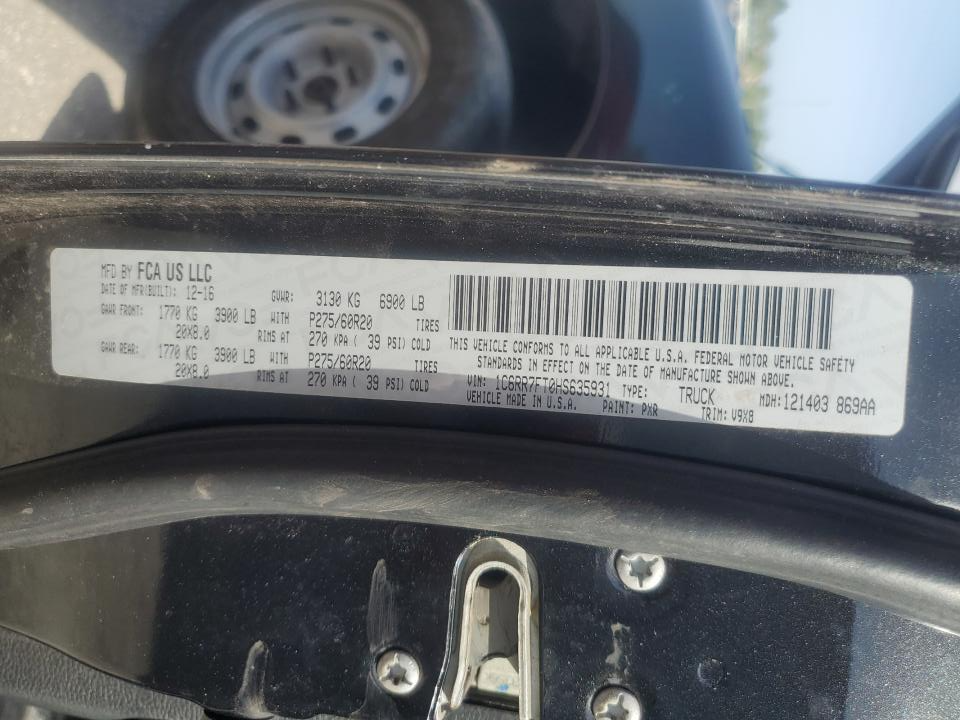 MFD BY FCA US LLC
DATE OF MFR(BUILT): 12-16 GVWR: 3130 KG 6900 LB
GAWR FRONT: 1770 KG 3900 LB WITH P275/60R20 TIRES
20X8.0 RIMS AT 270 KPA ( 39 PSI) COLD
GAWR REAR: 1770 KG 3900 LB WITH P275/60R20 TIRES
20X8.0 RIMS AT 270 KPA ( 39 PSI) COLD
THIS VEHICLE CONFORMS TO ALL APPLICABLE U.S.A. FEDERAL MOTOR VEHICLE SAFETY
STANDARDS IN EFFECT ON THE DATE OF MANUFACTURE SHOWN ABOVE.
VIN: 1C6RR7FT0HS635931 TYPE: TRUCK MDH: 121403 869AA
VEHICLE MADE IN U.S.A. PAINT: PXR TRIM: V9X8